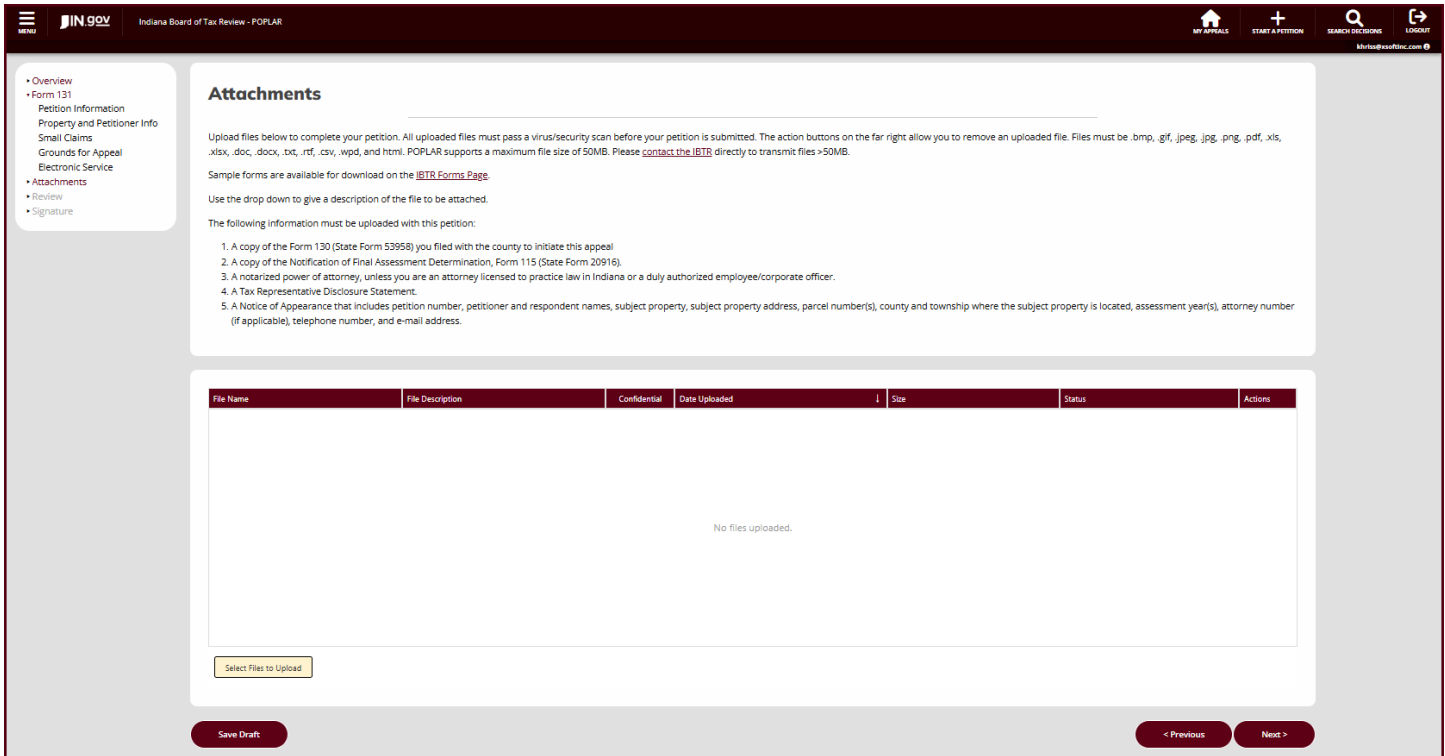 MENU
IN.gov
Indiana Board of Tax Review - POPLAR
MY APPEALS
START A PETITION
SEARCH DECISIONS
LOGOUT
khriss@xsoftinc.com
Overview
Form 131
Petition Information
Property and Petitioner Info
Small Claims
Grounds for Appeal
Electronic Service
Attachments
Review
Signature
Attachments
Upload files below to complete your petition. All uploaded files must pass a virus/security scan before your petition is submitted. The action buttons on the far right allow you to remove an uploaded file. Files must be .bmp, .gif, .jpeg, .jpg, .png, .pdf, .xls,
.xlsx, .doc, .docx, .txt, .rtf, .csv, .wpd, and html. POPLAR supports a maximum file size of 50MB. Please contact the IBTR directly to transmit files >50MB.
Sample forms are available for download on the IBTR Forms Page.
Use the drop down to give a description of the file to be attached.
The following information must be uploaded with this petition:
1. A copy of the Form 130 (State Form 53958) you filed with the county to initiate this appeal
2. A copy of the Notification of Final Assessment Determination, Form 115 (State Form 20916).
3. A notarized power of attorney, unless you are an attorney licensed to practice law in Indiana or a duly authorized employee/corporate officer.
4. A Tax Representative Disclosure Statement.
5. A Notice of Appearance that includes petition number, petitioner and respondent names, subject property, subject property address, parcel number(s), county and township where the subject property is located, assessment year(s), attorney number
(if applicable), telephone number, and e-mail address.
File Name File Description Confidential Date Uploaded ↓ Size Status Actions
No files uploaded.
Select Files to Upload
Save Draft
< Previous
Next >